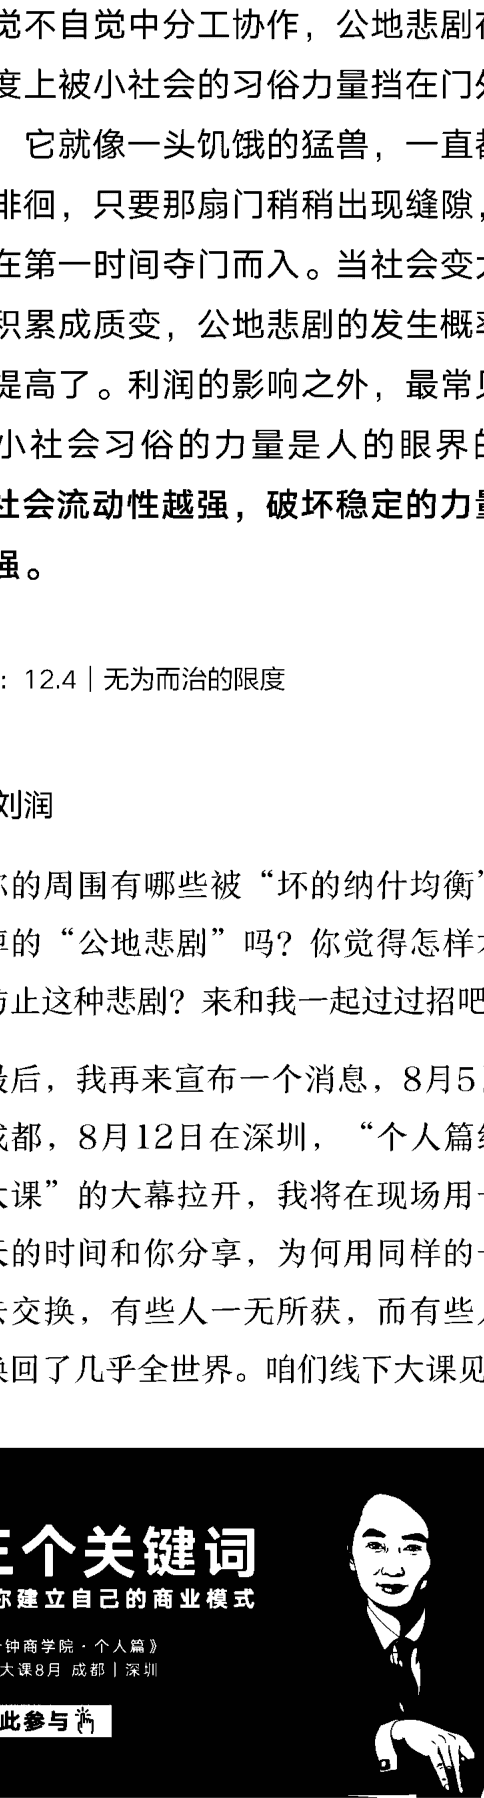 觉不自觉中分工协作，公地悲剧在
度上被小社会的习俗力量挡在门外
它就像一头饥饿的猛兽，一直都
徘徊，只要那扇门稍稍出现缝隙，
在第一时间夺门而入。当社会变大
积累成质变，公地悲剧的发生概率
提高了。利润的影响之外，最常见
小社会习俗的力量是人的眼界的
社会流动性越强，破坏稳定的力量
强。
：12.4｜无为而治的限度
刘润
你的周围有哪些被“坏的纳什均衡”
的“公地悲剧”吗？你觉得怎样才
防止这种悲剧？来和我一起过过招吧
最后，我再来宣布一个消息，8月5
成都，8月12日在深圳，“个人篇线
大课”的大幕拉开，我将在现场用一
天的时间和你分享，为何用同样的一
去交换，有些人一无所获，而有些人
换回了几乎全世界。咱们线下大课见
三个关键词
你建立自己的商业模式
钟商学院·个人篇》
大课8月 成都｜深圳
此参与